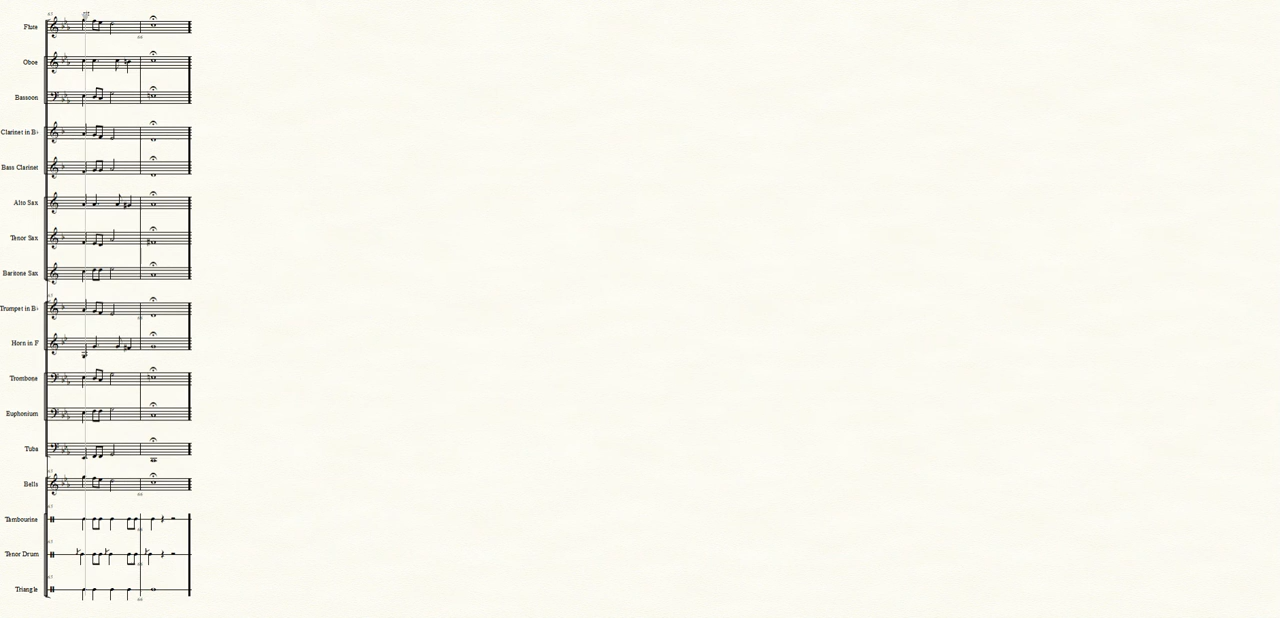 Flute
Oboe
Bassoon
Clarinet in B♭
Bass Clarinet
Alto Sax
Tenor Sax
Baritone Sax
Trumpet in B♭
Horn in F
Trombone
Euphonium
Tuba
Bells
Tambourine
Tenor Drum
Triangle